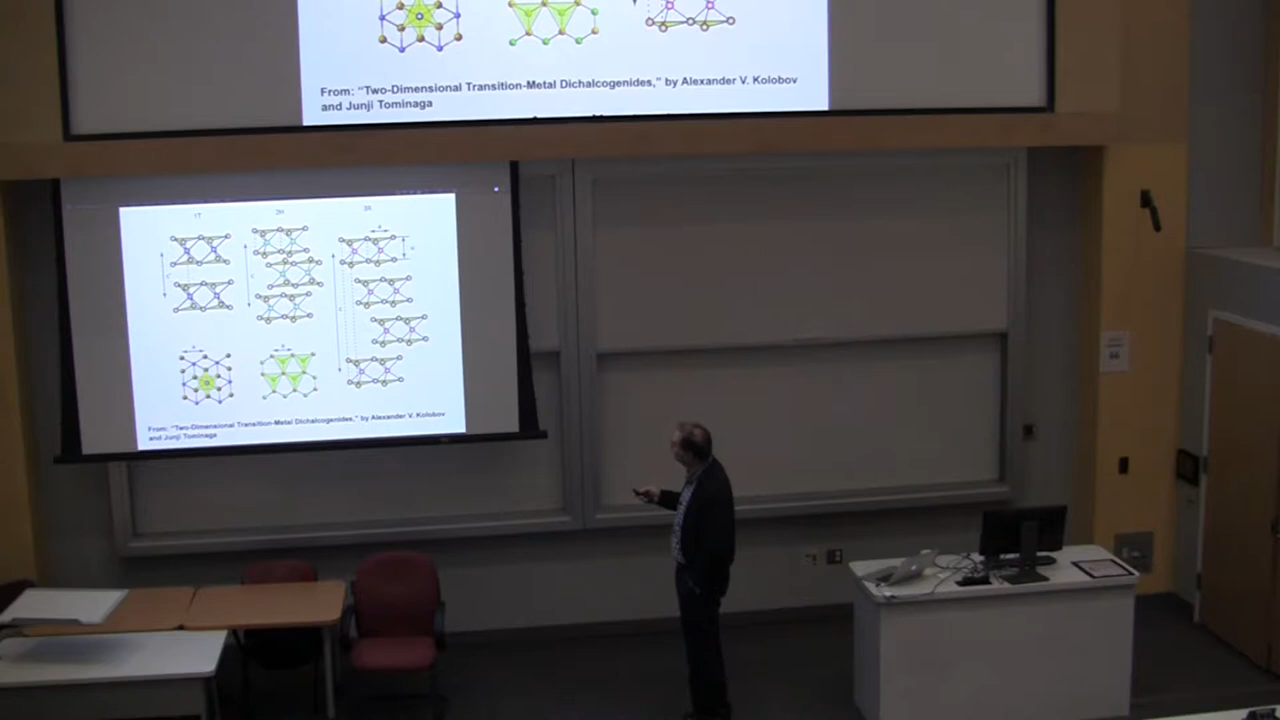 From: “Two-Dimensional Transition-Metal Dichalcogenides,” by Alexander V. Kolobov
and Junji Tominaga
1T
2H
3R
From: “Two-Dimensional Transition-Metal Dichalcogenides,” by Alexander V. Kolobov
and Junji Tominaga